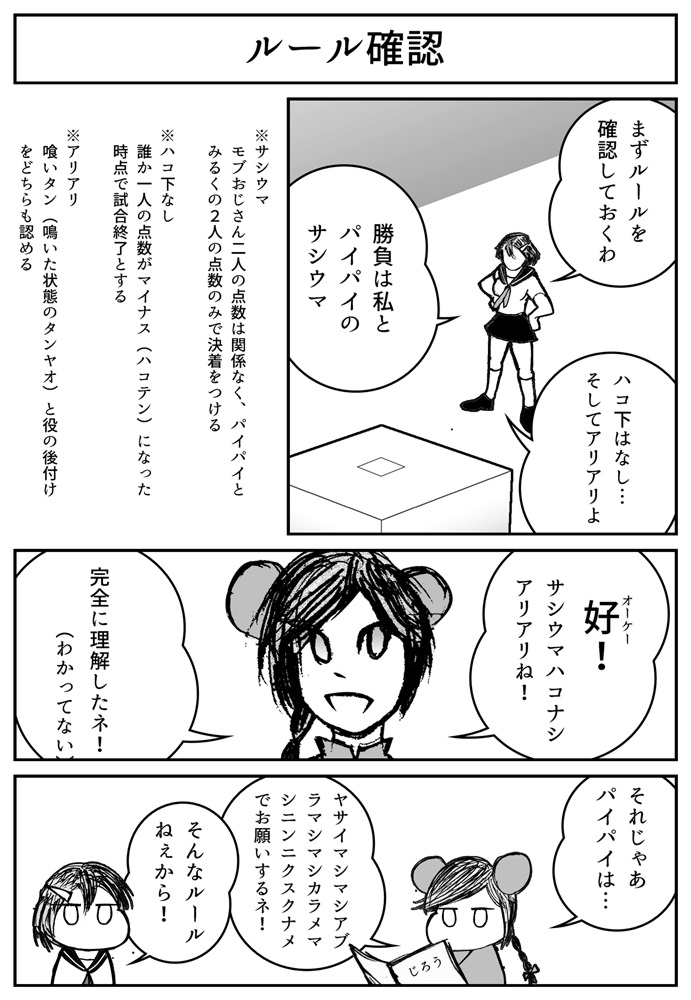 ルール確認
まずルールを
確認しておくわ
勝負は私と
パイパイの
サシウマ
ハコ下はなし…
そしてアリアリよ
※サシウマ
モブおじさん二人の点数は関係なく、パイパイと
みるくの２人の点数のみで決着をつける
※ハコ下なし
誰か一人の点数がマイナス（ハコテン）になった
時点で試合終了とする
※アリアリ
喰いタン（鳴いた状態のタンヤオ）と役の後付け
をどちらも認める
オーケー
好！
サシウマハコナシ
アリアリね！
完全に理解したネ！
（わかってない）
それじゃあ
パイパイは…
ヤサイマシマシアブ
ラマシマシカラメマ
シニンニクスクナメ
でお願いするネ！
じろう
そんなルール
ねぇから！